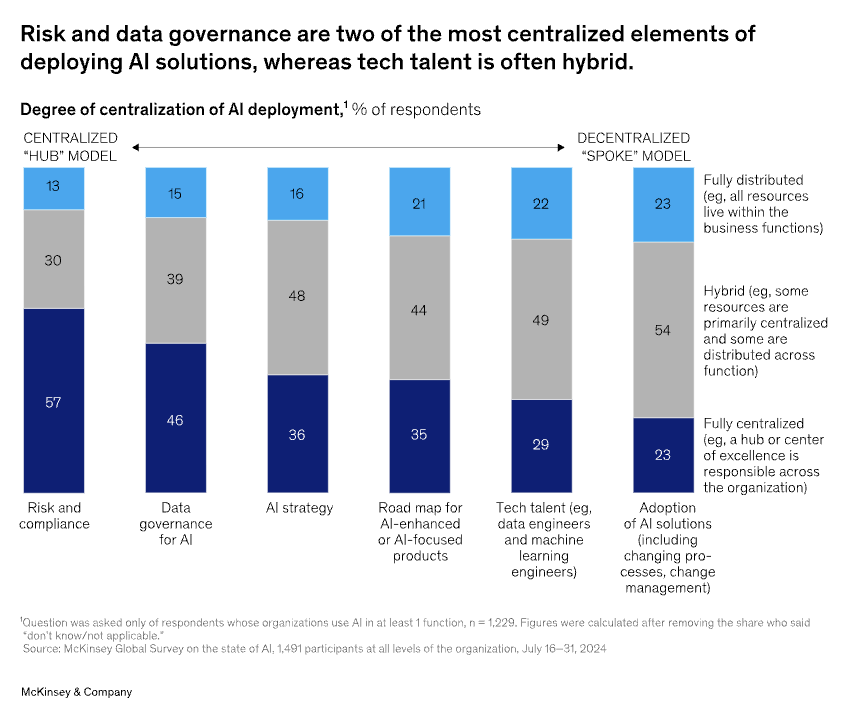 Risk and data governance are two of the most centralized elements of
deploying AI solutions, whereas tech talent is often hybrid.
Degree of centralization of AI deployment,¹ % of respondents
CENTRALIZED
“HUB” MODEL
DECENTRALIZED
“SPOKE” MODEL
13
15
16
21
22
23
Fully distributed
(eg, all resources
live within the
business functions)
30
39
48
44
49
54
Hybrid (eg, some
resources are
primarily centralized
and some are
distributed across
function)
57
46
36
35
29
23
Fully centralized
(eg, a hub or center
of excellence is
responsible across
the organization)
Risk and
compliance
Data
governance
for AI
AI strategy
Road map for
AI-enhanced
or AI-focused
products
Tech talent (eg,
data engineers
and machine
learning
engineers)
Adoption
of AI solutions
(including
changing pro-
cesses, change
management)
¹Question was asked only of respondents whose organizations use AI in at least 1 function, n = 1,229. Figures were calculated after removing the share who said
“don’t know/not applicable.”
Source: McKinsey Global Survey on the state of AI, 1,491 participants at all levels of the organization, July 16–31, 2024
McKinsey & Company